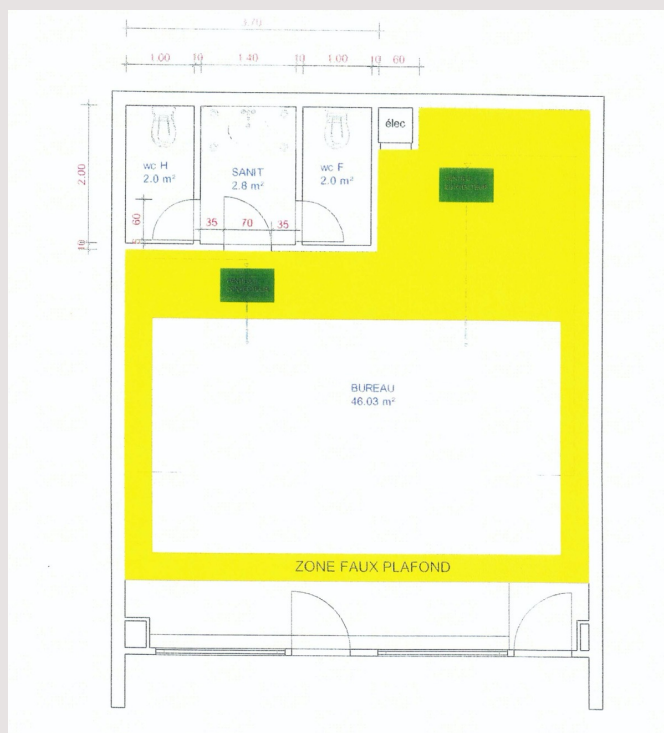 3.70
1.00 10 1.40 10 1.00 10 60
élec
wc H
2.0 m²
SANIT
2.8 m²
wc F
2.0 m²
2.00
60
35 70 35
10
BUREAU
46.03 m²
ZONE FAUX PLAFOND